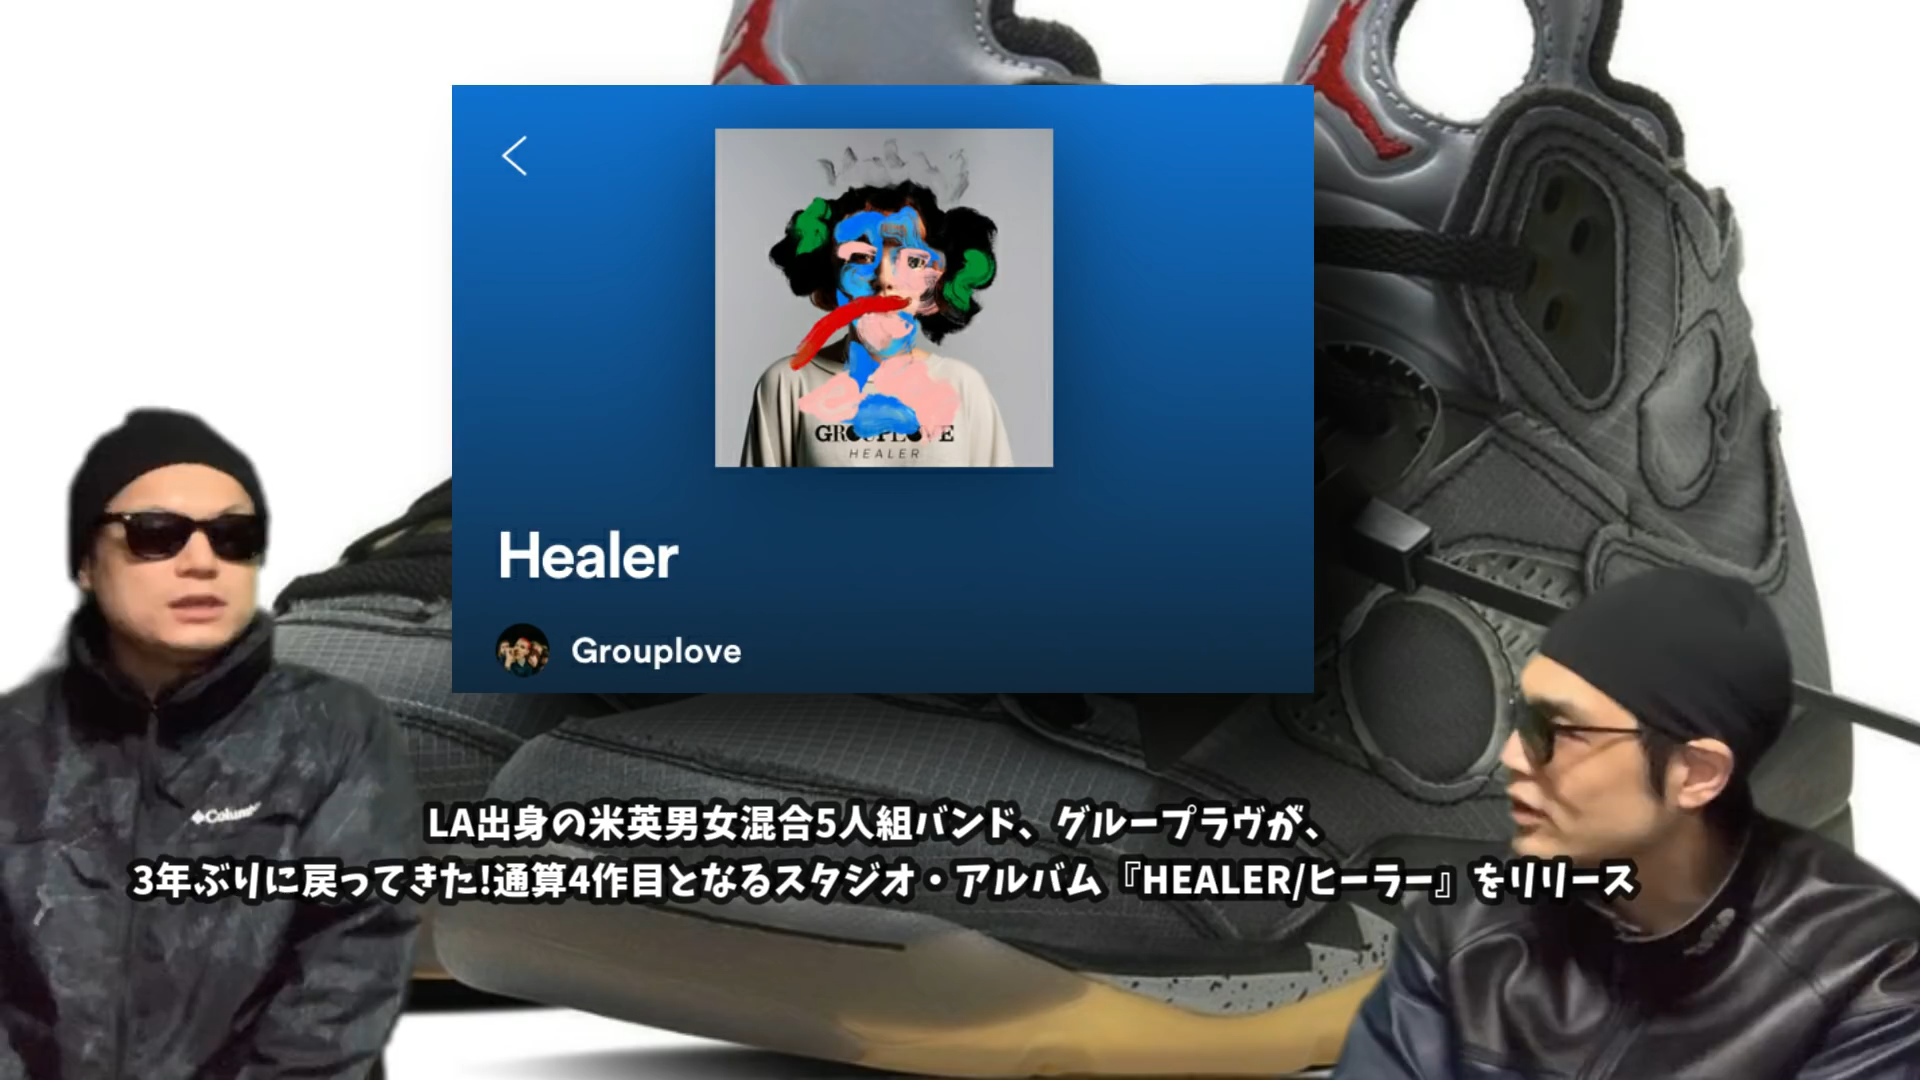 GROUPLOVE
HEALER
Healer
Grouplove
Columbia
LA出身の米英男女混合5人組バンド、グループラヴが、
3年ぶりに戻ってきた!通算4作目となるスタジオ・アルバム『HEALER/ヒーラー』をリリース